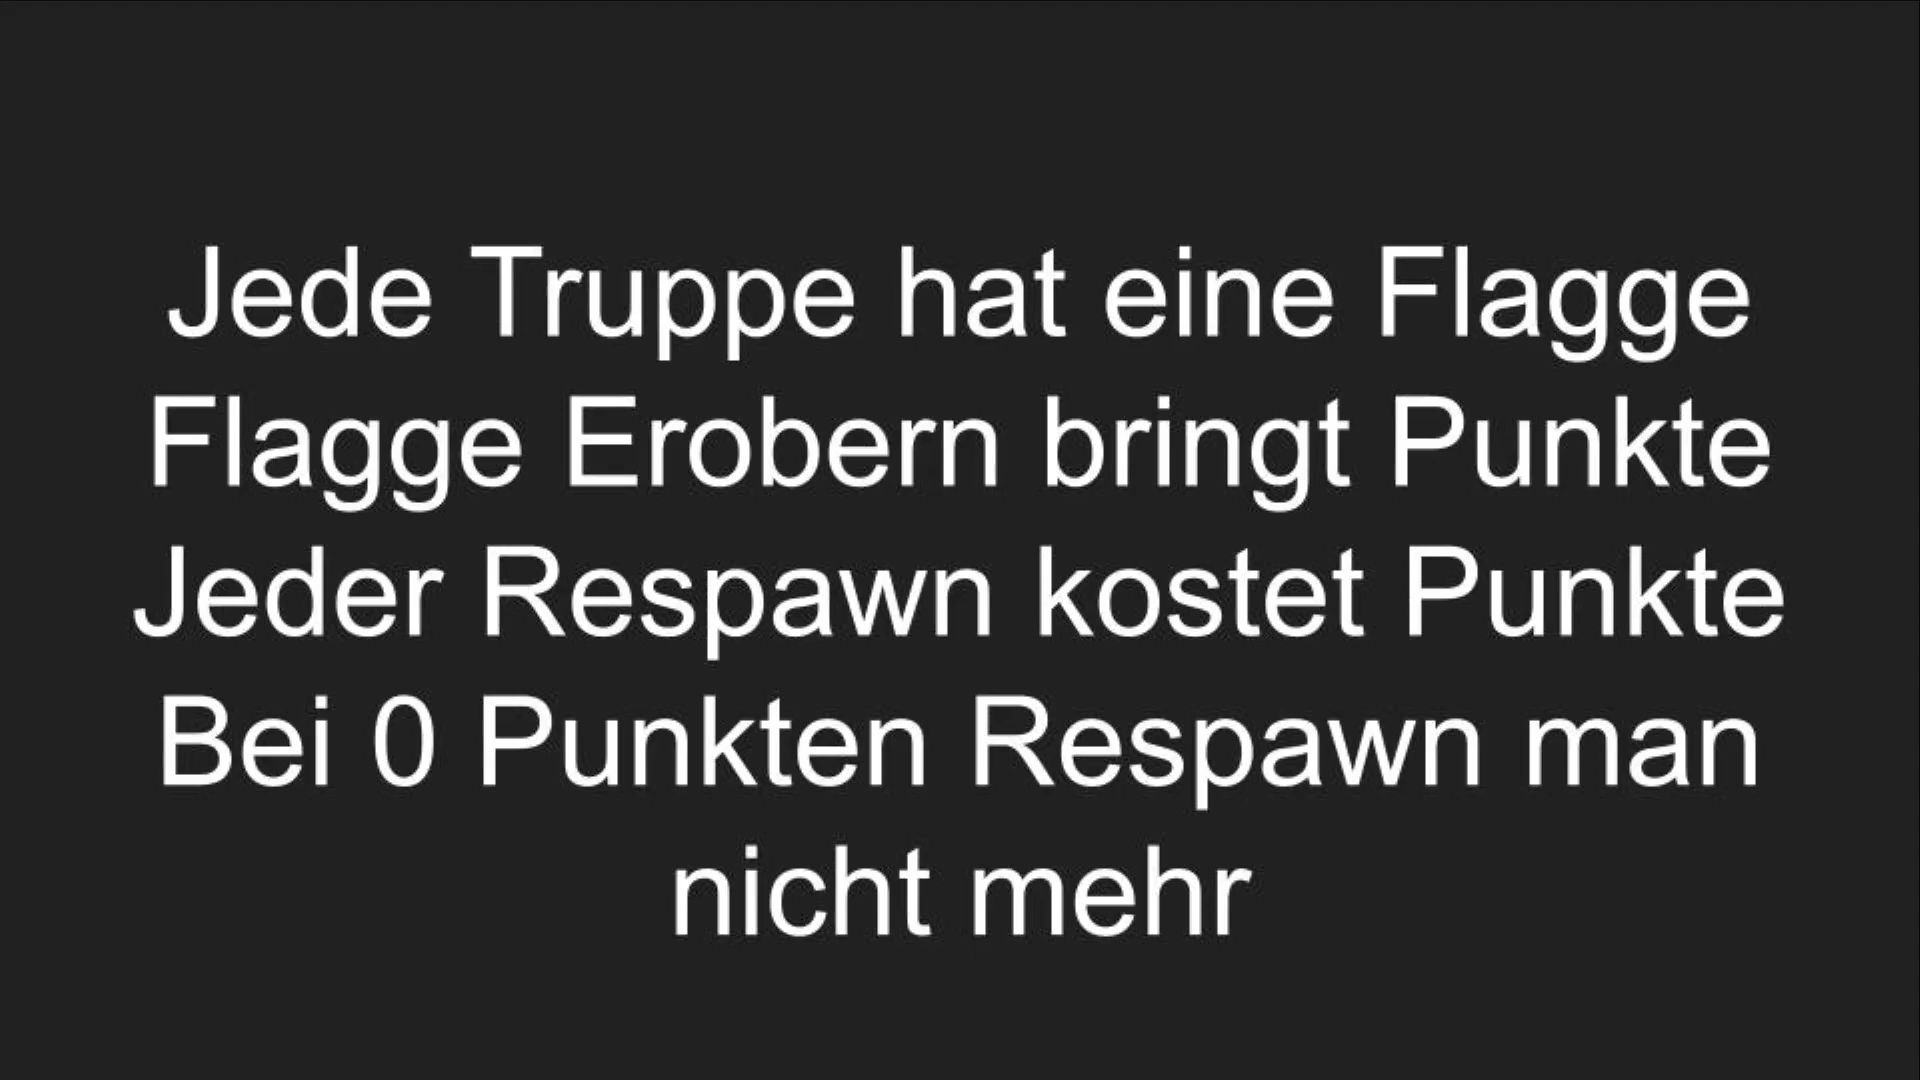 Jede Truppe hat eine Flagge
Flagge Erobern bringt Punkte
Jeder Respawn kostet Punkte
Bei 0 Punkten Respawn man
nicht mehr